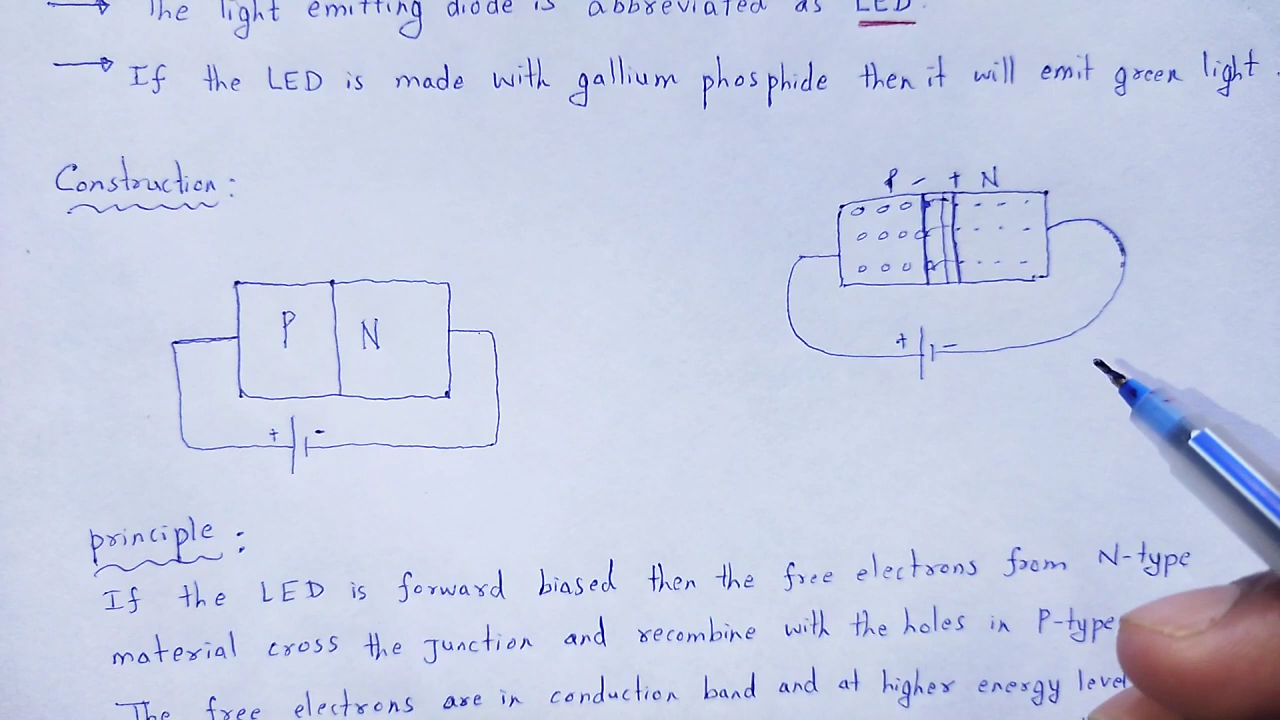 → The light emitting diode is abbreviated as LED.
→ If the LED is made with gallium phosphide then it will emit green light.
Construction:
P - + N
P N
+ -
+ -
principle:
If the LED is forward biased then the free electrons from N-type
material cross the junction and recombine with the holes in P-type
The free electrons are in conduction band and at higher energy level